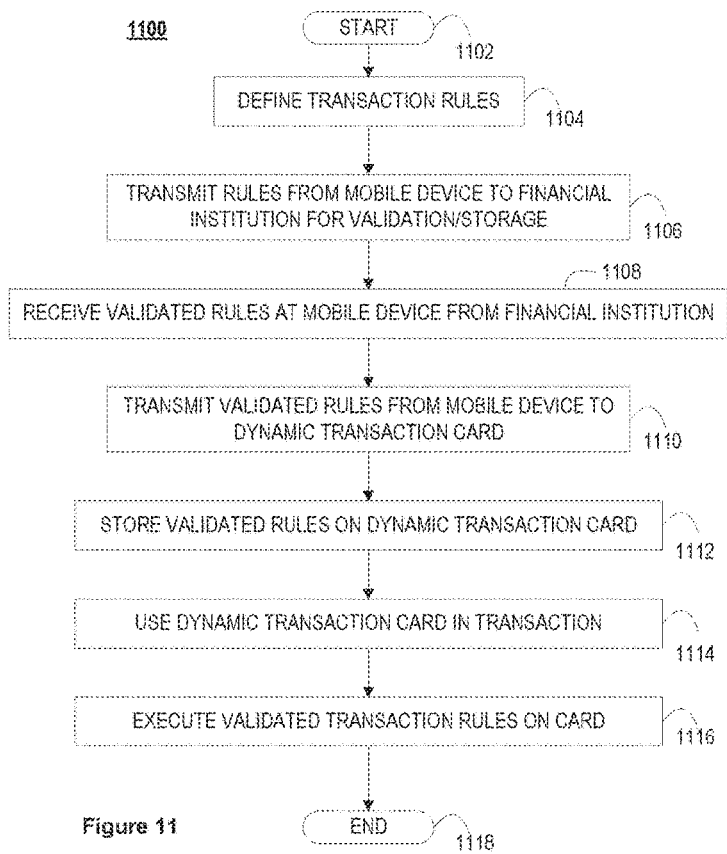 1100
START
1102
DEFINE TRANSACTION RULES
1104
TRANSMIT RULES FROM MOBILE DEVICE TO FINANCIAL
INSTITUTION FOR VALIDATION/STORAGE
1106
1108
RECEIVE VALIDATED RULES AT MOBILE DEVICE FROM FINANCIAL INSTITUTION
TRANSMIT VALIDATED RULES FROM MOBILE DEVICE TO
DYNAMIC TRANSACTION CARD
1110
STORE VALIDATED RULES ON DYNAMIC TRANSACTION CARD
1112
USE DYNAMIC TRANSACTION CARD IN TRANSACTION
1114
EXECUTE VALIDATED TRANSACTION RULES ON CARD
1116
Figure 11
END
1118